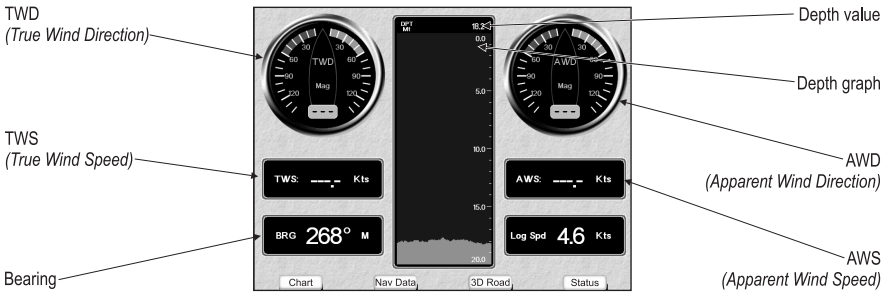 TWD
(True Wind Direction)
TWS
(True Wind Speed)
Bearing
30 30
60 60
TWD
90 90
Mag
120 120
---
TWS: ---.- Kts
BRG 268° M
DPT
Mt
18.2
0.0
5.0
10.0
15.0
20.0
30 30
60 60
AWD
90 90
Mag
120 120
---
AWS: ---.- Kts
Log Spd 4.6 Kts
Chart
Nav Data
3D Road
Status
Depth value
Depth graph
AWD
(Apparent Wind Direction)
AWS
(Apparent Wind Speed)